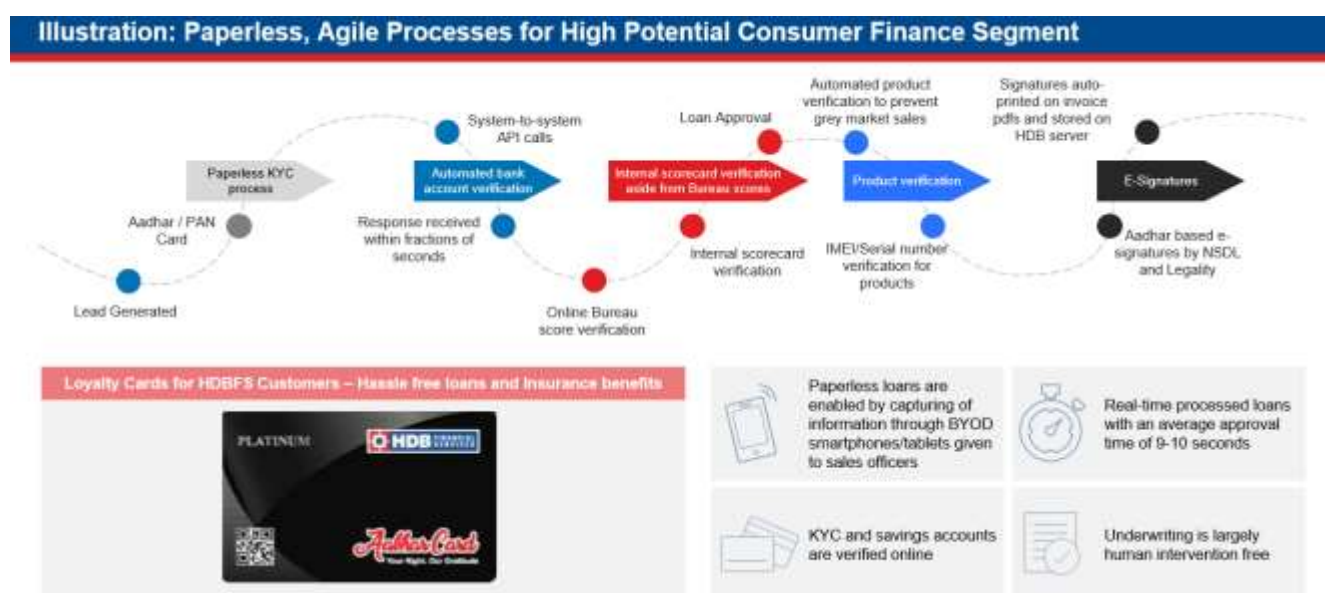 Illustration: Paperless, Agile Processes for High Potential Consumer Finance Segment
Lead Generated
Aadhar / PAN
Card
Paperless KYC
process
System-to-system
API calls
Automated bank
account verification
Response received
within fractions of
seconds
Online Bureau
score verification
Loan Approval
Internal scorecard verification
aside from Bureau scores
Internal scorecard
verification
Automated product
verification to prevent
grey market sales
Product verification
IMEI/Serial number
verification for
products
Signatures auto-
printed on invoice
pdfs and stored on
HDB server
E-Signatures
Aadhar based e-
signatures by NSDL
and Legality
Loyalty Cards for HDBFS Customers – Hassle free loans and Insurance benefits
PLATINUM
HDB FINANCIAL
SERVICES
Paperless loans are
enabled by capturing of
information through BYOD
smartphones/tablets given
to sales officers
Real-time processed loans
with an average approval
time of 9-10 seconds
KYC and savings accounts
are verified online
Underwriting is largely
human intervention free